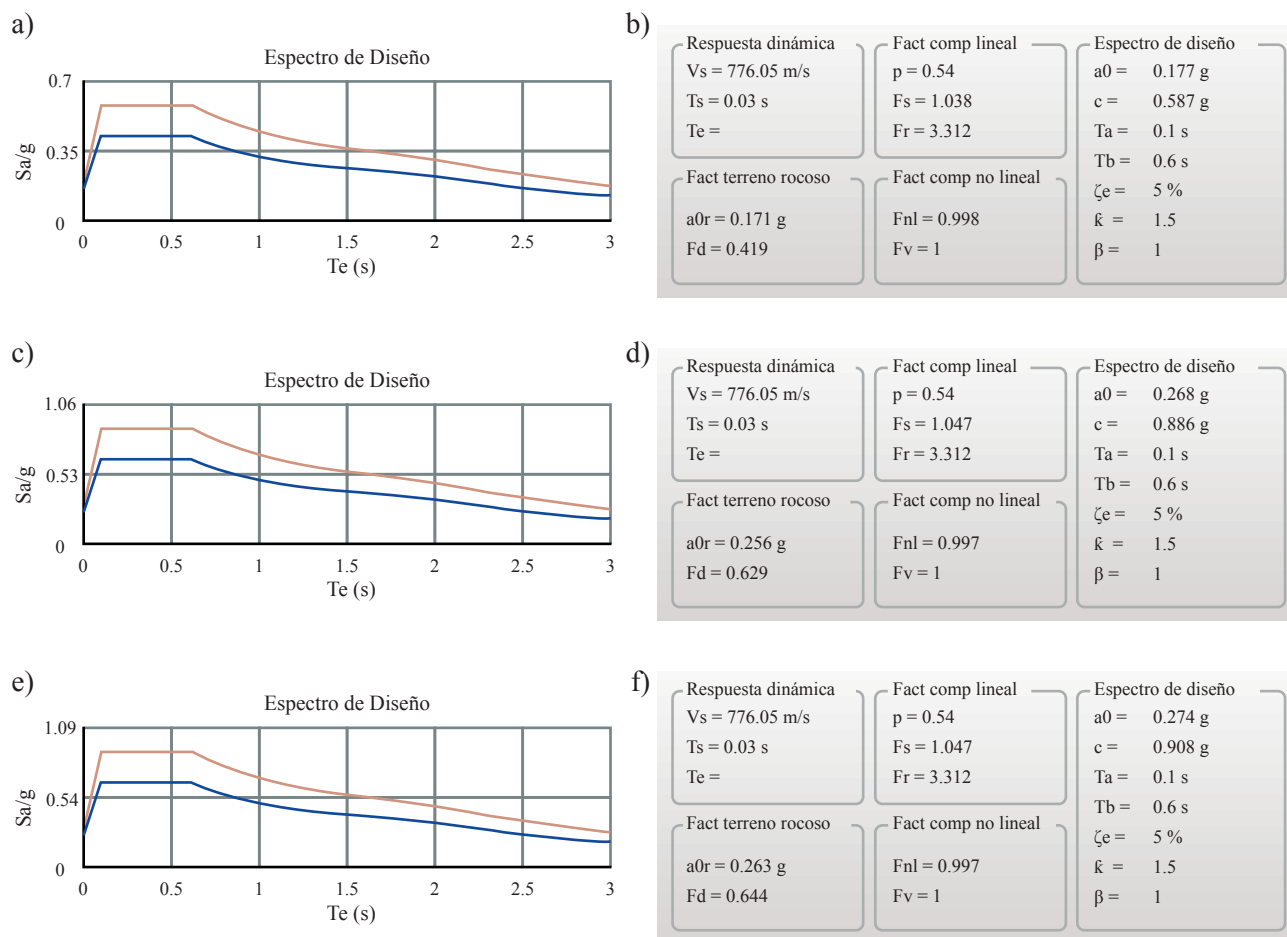 a)
Espectro de Diseño
0.7
0.35
0
Sa/g
0 0.5 1 1.5 2 2.5 3
Te (s)
b)
Respuesta dinámica
Vs = 776.05 m/s
Ts = 0.03 s
Te =
Fact comp lineal
p = 0.54
Fs = 1.038
Fr = 3.312
Fact terreno rocoso
a0r = 0.171 g
Fd = 0.419
Fact comp no lineal
Fnl = 0.998
Fv = 1
Espectro de diseño
a0 = 0.177 g
c = 0.587 g
Ta = 0.1 s
Tb = 0.6 s
ζe = 5 %
ḱ = 1.5
β = 1
c)
Espectro de Diseño
1.06
0.53
0
Sa/g
0 0.5 1 1.5 2 2.5 3
Te (s)
d)
Respuesta dinámica
Vs = 776.05 m/s
Ts = 0.03 s
Te =
Fact comp lineal
p = 0.54
Fs = 1.047
Fr = 3.312
Fact terreno rocoso
a0r = 0.256 g
Fd = 0.629
Fact comp no lineal
Fnl = 0.997
Fv = 1
Espectro de diseño
a0 = 0.268 g
c = 0.886 g
Ta = 0.1 s
Tb = 0.6 s
ζe = 5 %
ḱ = 1.5
β = 1
e)
Espectro de Diseño
1.09
0.54
0
Sa/g
0 0.5 1 1.5 2 2.5 3
Te (s)
f)
Respuesta dinámica
Vs = 776.05 m/s
Ts = 0.03 s
Te =
Fact comp lineal
p = 0.54
Fs = 1.047
Fr = 3.312
Fact terreno rocoso
a0r = 0.263 g
Fd = 0.644
Fact comp no lineal
Fnl = 0.997
Fv = 1
Espectro de diseño
a0 = 0.274 g
c = 0.908 g
Ta = 0.1 s
Tb = 0.6 s
ζe = 5 %
ḱ = 1.5
β = 1